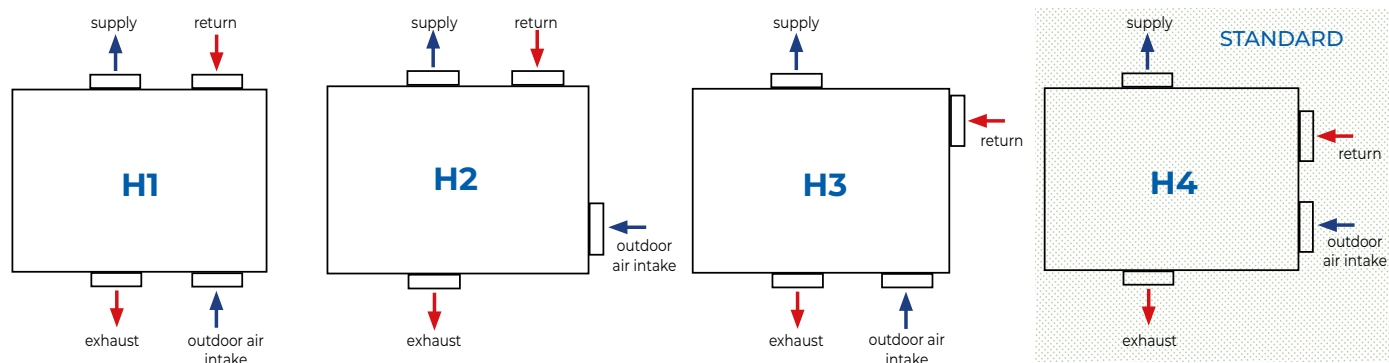 supply
return
H1
exhaust
outdoor air
intake
supply
return
H2
outdoor
air intake
exhaust
supply
return
H3
exhaust
outdoor air
intake
supply
STANDARD
return
H4
outdoor
air intake
exhaust